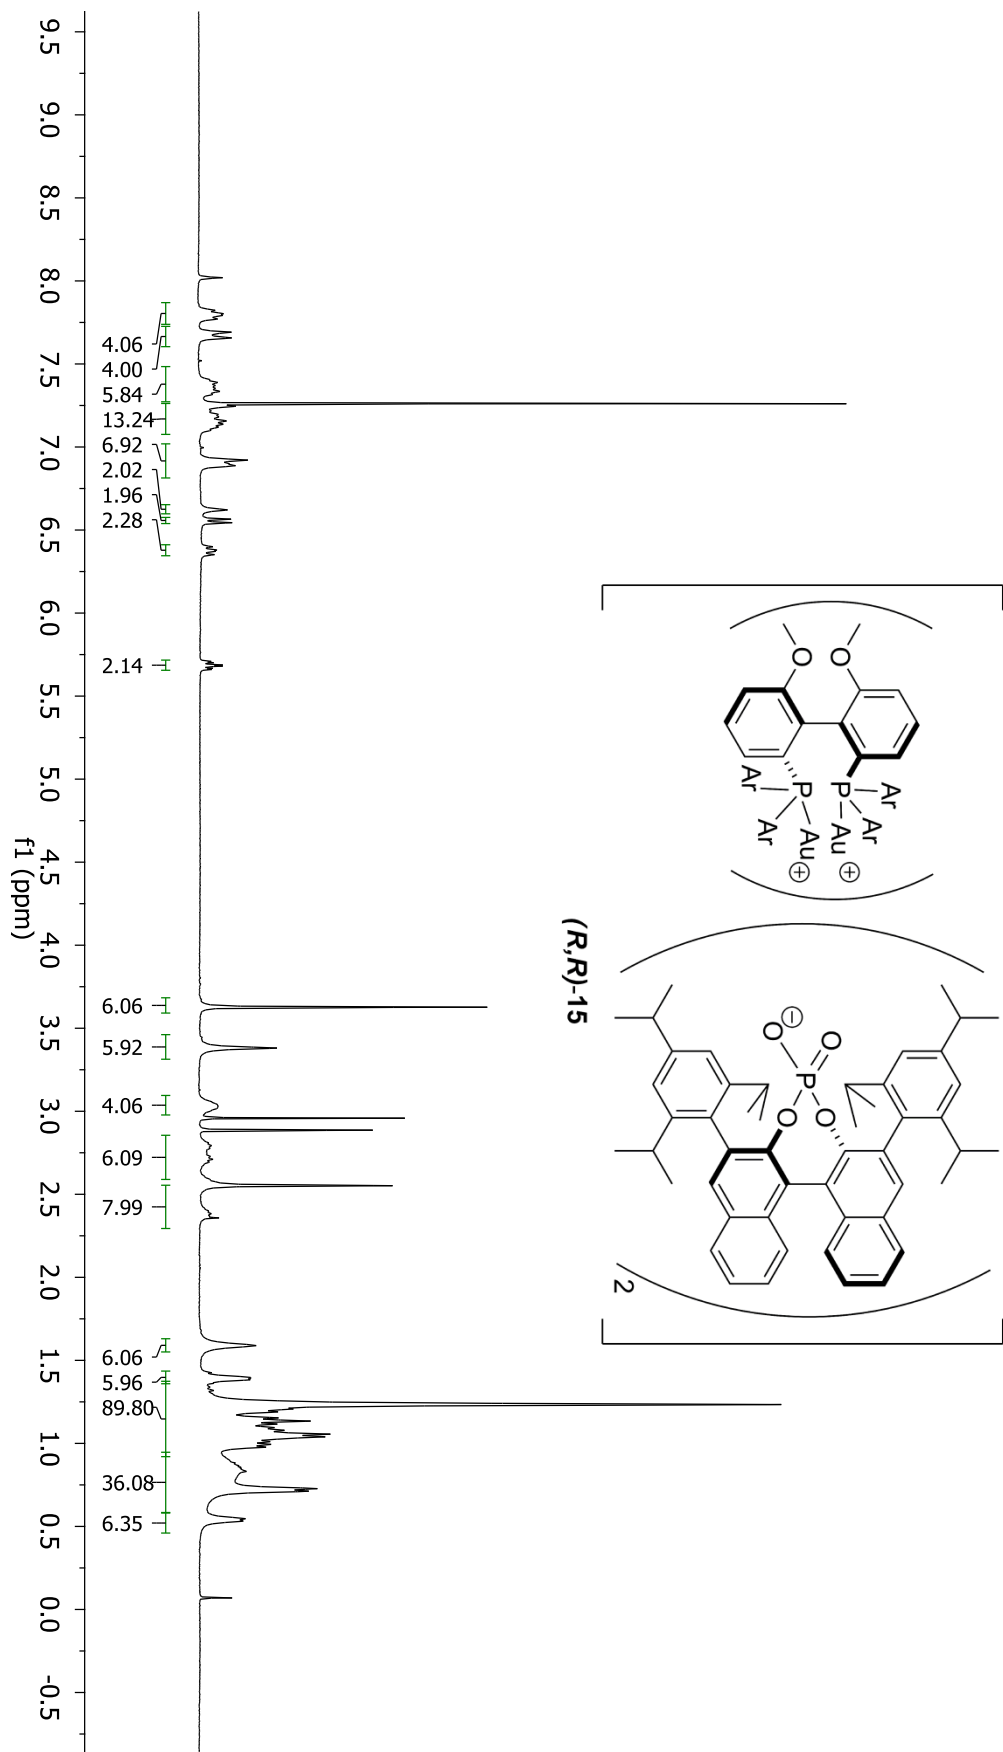 O
O
P
P
Ar
Ar
Ar
Ar
Au
Au
+
+
O
O
−
P
O
O
2
(R,R)-15
4.06
4.00
5.84
13.24
6.92
2.02
1.96
2.28
2.14
6.06
5.92
4.06
6.09
7.99
6.06
5.96
89.80
36.08
6.35
9.5 9.0 8.5 8.0 7.5 7.0 6.5 6.0 5.5 5.0 4.5 4.0 3.5 3.0 2.5 2.0 1.5 1.0 0.5 0.0 -0.5
f1 (ppm)